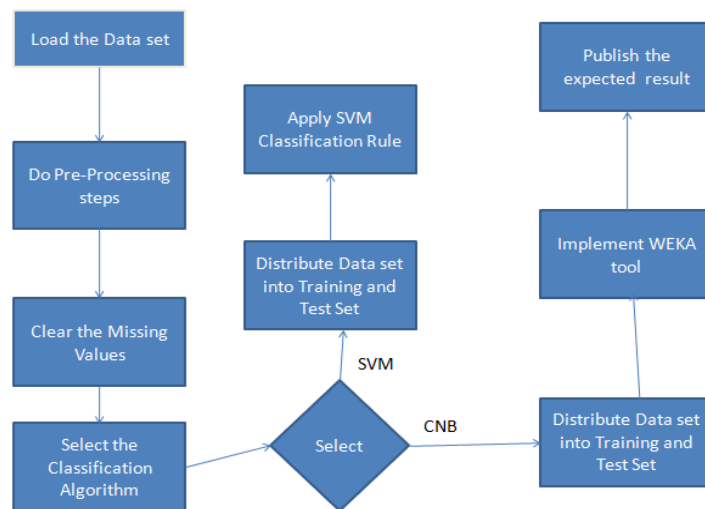 Load the Data set
Do Pre-Processing
steps
Clear the Missing
Values
Select the
Classification
Algorithm
Select
SVM
Distribute Data set
into Training and
Test Set
Apply SVM
Classification Rule
CNB
Distribute Data set
into Training and
Test Set
Implement WEKA
tool
Publish the
expected result